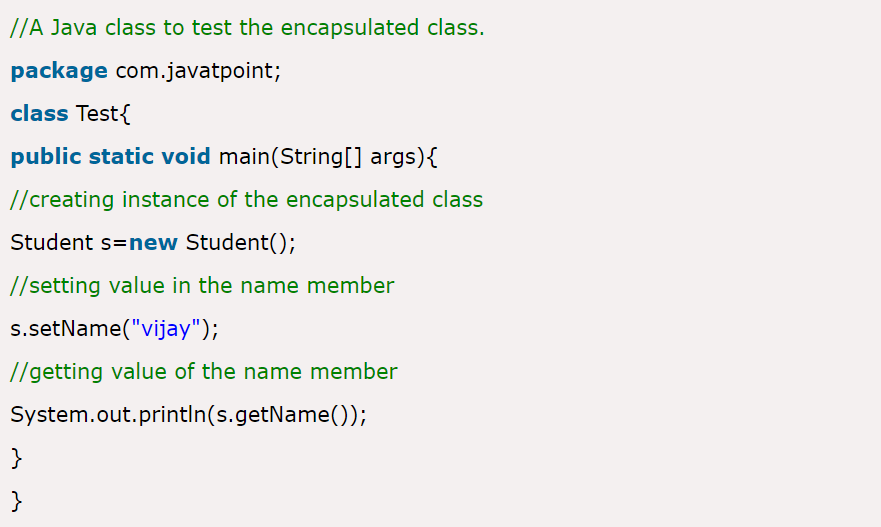 //A Java class to test the encapsulated class.
package com.javatpoint;
class Test{
public static void main(String[] args){
//creating instance of the encapsulated class
Student s=new Student();
//setting value in the name member
s.setName("vijay");
//getting value of the name member
System.out.println(s.getName());
}
}